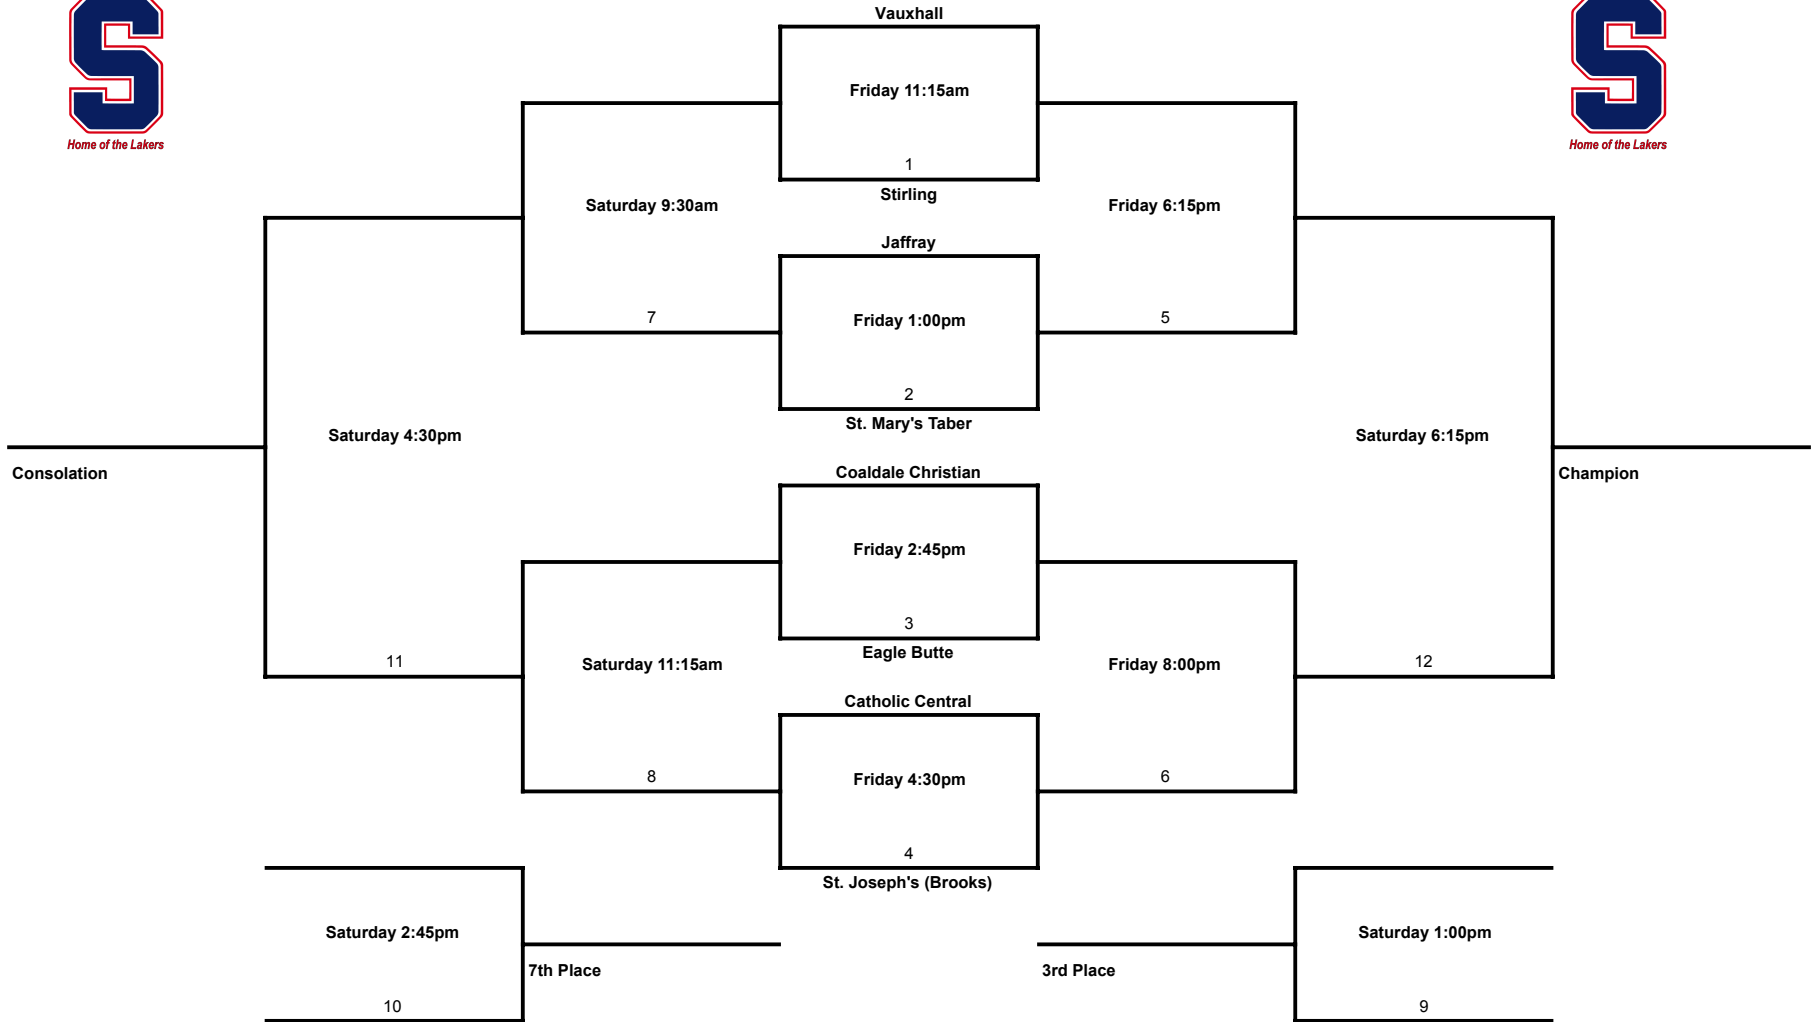 S
S
Home of the Lakers
Home of the Lakers
Vauxhall
Friday 11:15am
1
Stirling
Saturday 9:30am
Friday 6:15pm
Jaffray
7
Friday 1:00pm
5
2
St. Mary's Taber
Saturday 4:30pm
Saturday 6:15pm
Consolation
Coaldale Christian
Champion
Friday 2:45pm
3
Eagle Butte
11
Saturday 11:15am
Friday 8:00pm
12
Catholic Central
8
Friday 4:30pm
6
4
St. Joseph's (Brooks)
Saturday 2:45pm
Saturday 1:00pm
7th Place
3rd Place
10
9